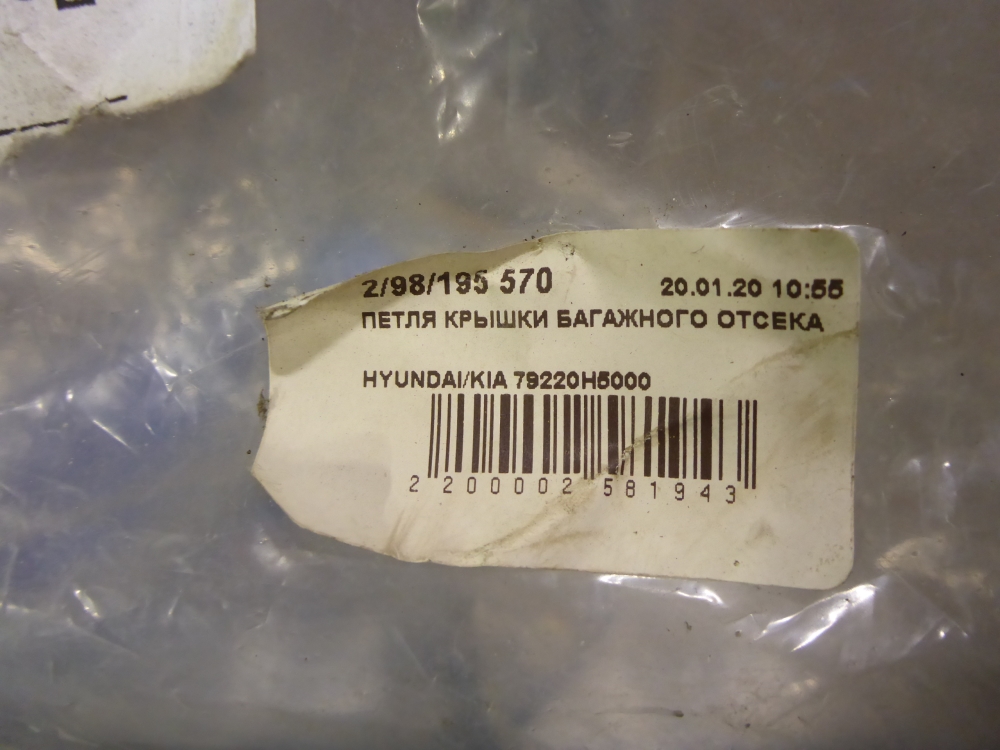 2/98/195 570 20.01.20 10:55
ПЕТЛЯ КРЫШКИ БАГАЖНОГО ОТСЕКА
HYUNDAI/KIA 79220H5000
2 200002 581943